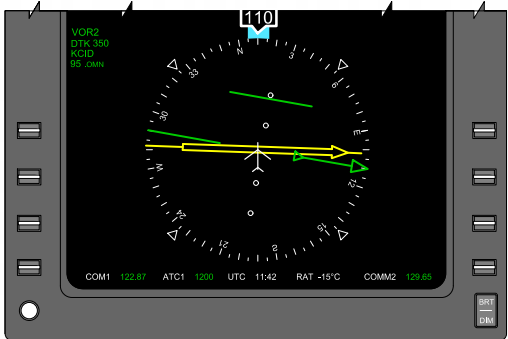 110
VOR2
DTK 350
KCID
95 .OMN
N
3
6
E
12
15
S
21
24
W
30
33
COM1 122.87 ATC1 1200 UTC 11:42 RAT -15°C COMM2 129.65
BRT
DIM